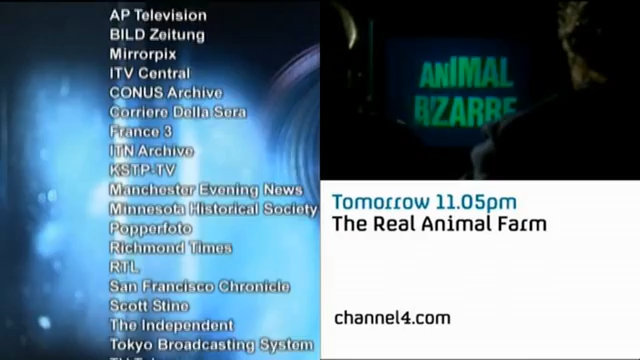 AP Television
BILD Zeitung
Mirrorpix
ITV Central
CONUS Archive
Corriere Della Sera
France 3
ITN Archive
KSTP-TV
Manchester Evening News
Minnesota Historical Society
Popperfoto
Richmond Times
RTL
San Francisco Chronicle
Scott Stine
The Independent
Tokyo Broadcasting System
ANIMAL
BIZARRE
Tomorrow 11.05pm
The Real Animal Farm
channel4.com